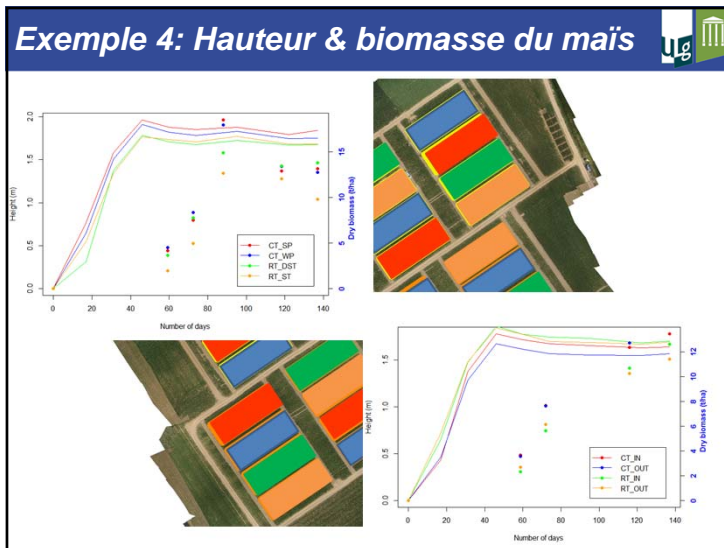 Exemple 4: Hauteur & biomasse du maïs
ulg
Height (m)
0.0 0.5 1.0 1.5 2.0
0 5 10 15
Dry biomass (t/ha)
CT_SP
CT_WP
RT_DST
RT_ST
0 20 40 60 80 100 120 140
Number of days
Height (m)
0.0 0.5 1.0 1.5
0 2 4 6 8 10 12
Dry biomass (t/ha)
CT_IN
CT_OUT
RT_IN
RT_OUT
0 20 40 60 80 100 120 140
Number of days